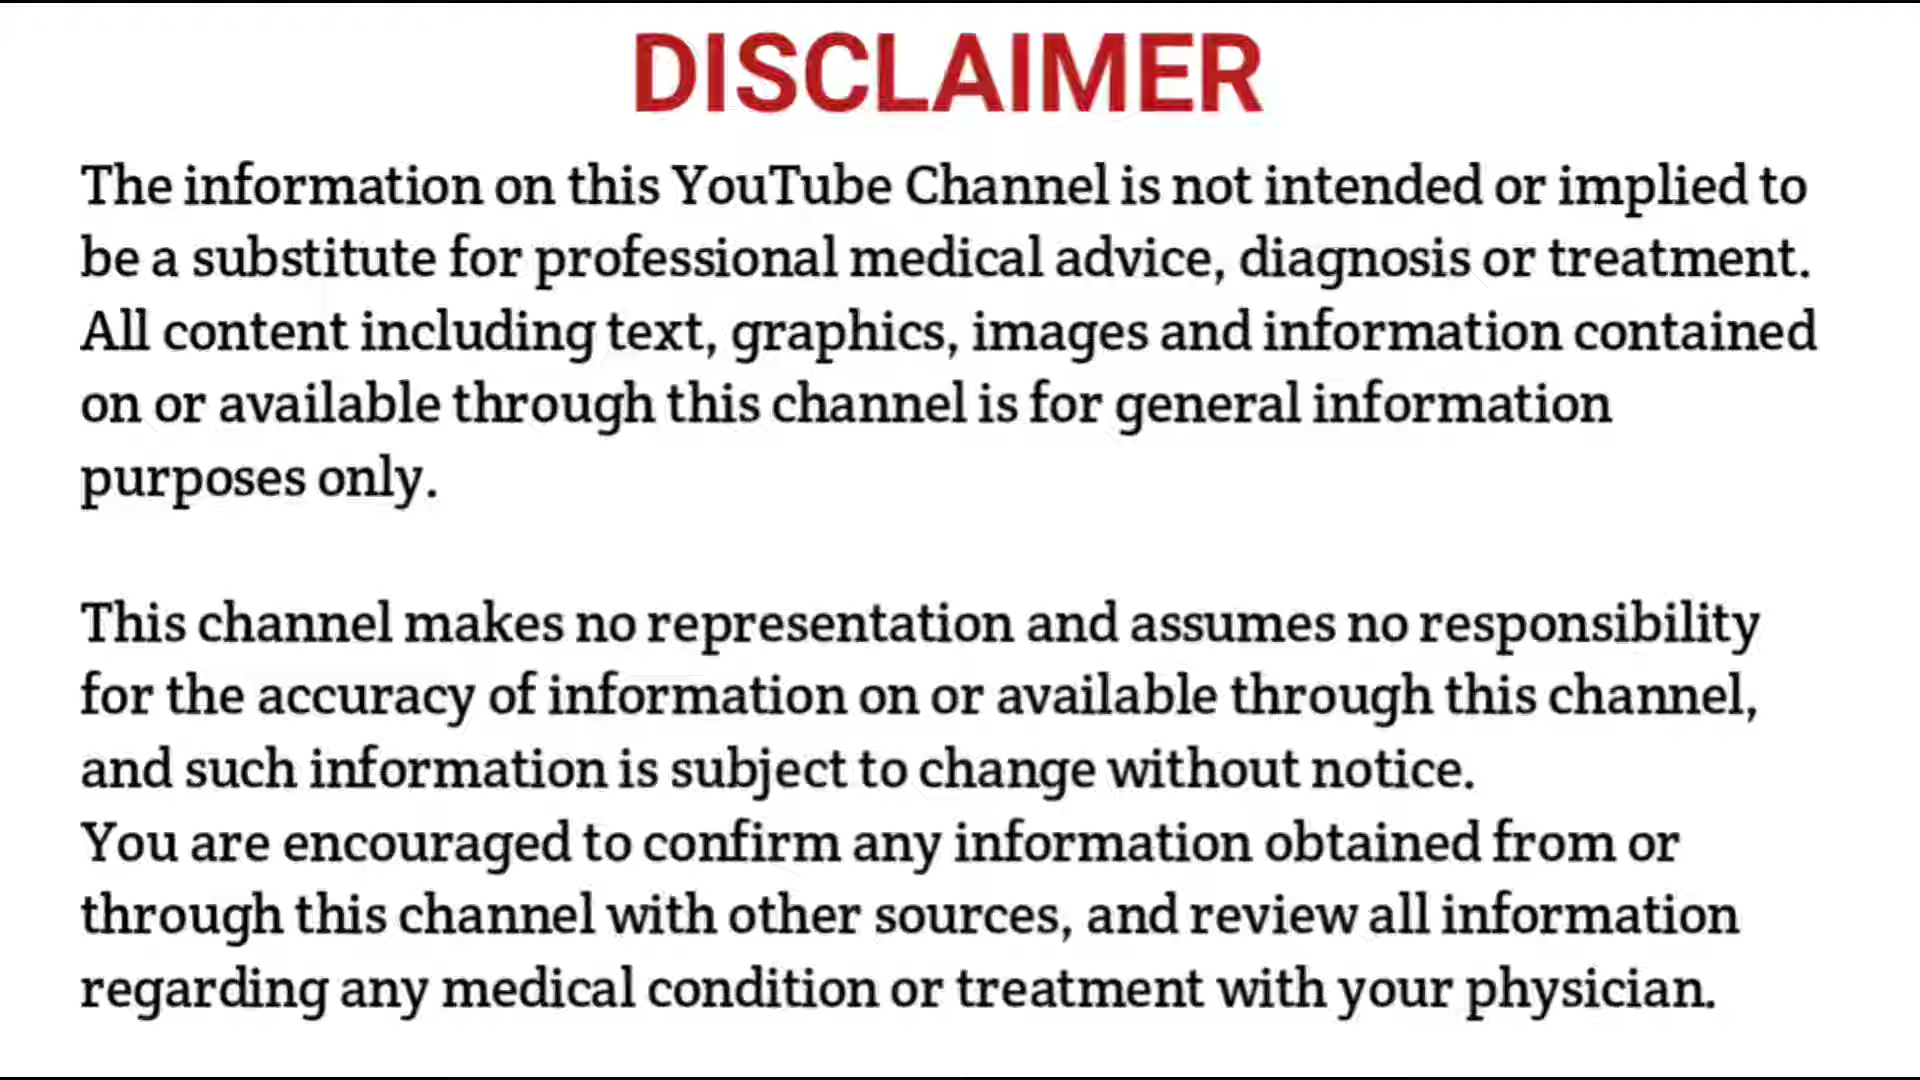 DISCLAIMER
The information on this YouTube Channel is not intended or implied to
be a substitute for professional medical advice, diagnosis or treatment.
All content including text, graphics, images and information contained
on or available through this channel is for general information
purposes only.
This channel makes no representation and assumes no responsibility
for the accuracy of information on or available through this channel,
and such information is subject to change without notice.
You are encouraged to confirm any information obtained from or
through this channel with other sources, and review all information
regarding any medical condition or treatment with your physician.